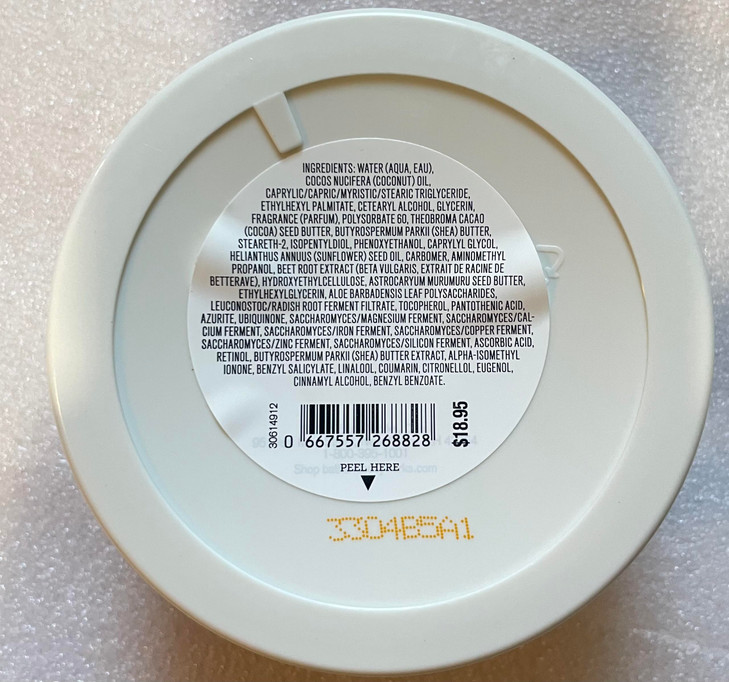 INGREDIENTS: WATER (AQUA, EAU),
COCOS NUCIFERA (COCONUT) OIL,
CAPRYLIC/CAPRIC/MYRISTIC/STEARIC TRIGLYCERIDE,
ETHYLHEXYL PALMITATE, CETEARYL ALCOHOL, GLYCERIN,
FRAGRANCE (PARFUM), POLYSORBATE 60, THEOBROMA CACAO
(COCOA) SEED BUTTER, BUTYROSPERMUM PARKII (SHEA) BUTTER,
STEARETH-2, ISOPENTYLDIOL, PHENOXYETHANOL, CAPRYLYL GLYCOL,
HELIANTHUS ANNUUS (SUNFLOWER) SEED OIL, CARBOMER, AMINOMETHYL
PROPANOL, BEET ROOT EXTRACT (BETA VULGARIS, EXTRAIT DE RACINE DE
BETTERAVE), HYDROXYETHYLCELLULOSE, ASTROCARYUM MURUMURU SEED BUTTER,
ETHYLHEXYLGLYCERIN, ALOE BARBADENSIS LEAF POLYSACCHARIDES,
LEUCONOSTOC/RADISH ROOT FERMENT FILTRATE, TOCOPHEROL, PANTOTHENIC ACID,
AZURITE, UBIQUINONE, SACCHAROMYCES/MAGNESIUM FERMENT, SACCHAROMYCES/CAL-
CIUM FERMENT, SACCHAROMYCES/IRON FERMENT, SACCHAROMYCES/COPPER FERMENT,
SACCHAROMYCES/ZINC FERMENT, SACCHAROMYCES/SILICON FERMENT, ASCORBIC ACID,
RETINOL, BUTYROSPERMUM PARKII (SHEA) BUTTER EXTRACT, ALPHA-ISOMETHYL
IONONE, BENZYL SALICYLATE, LINALOOL, COUMARIN, CITRONELLOL, EUGENOL,
CINNAMYL ALCOHOL, BENZYL BENZOATE.
30614912
0 667557 268828
$18.95
1-800-395-1001
Shop
PEEL HERE
3304B5A1